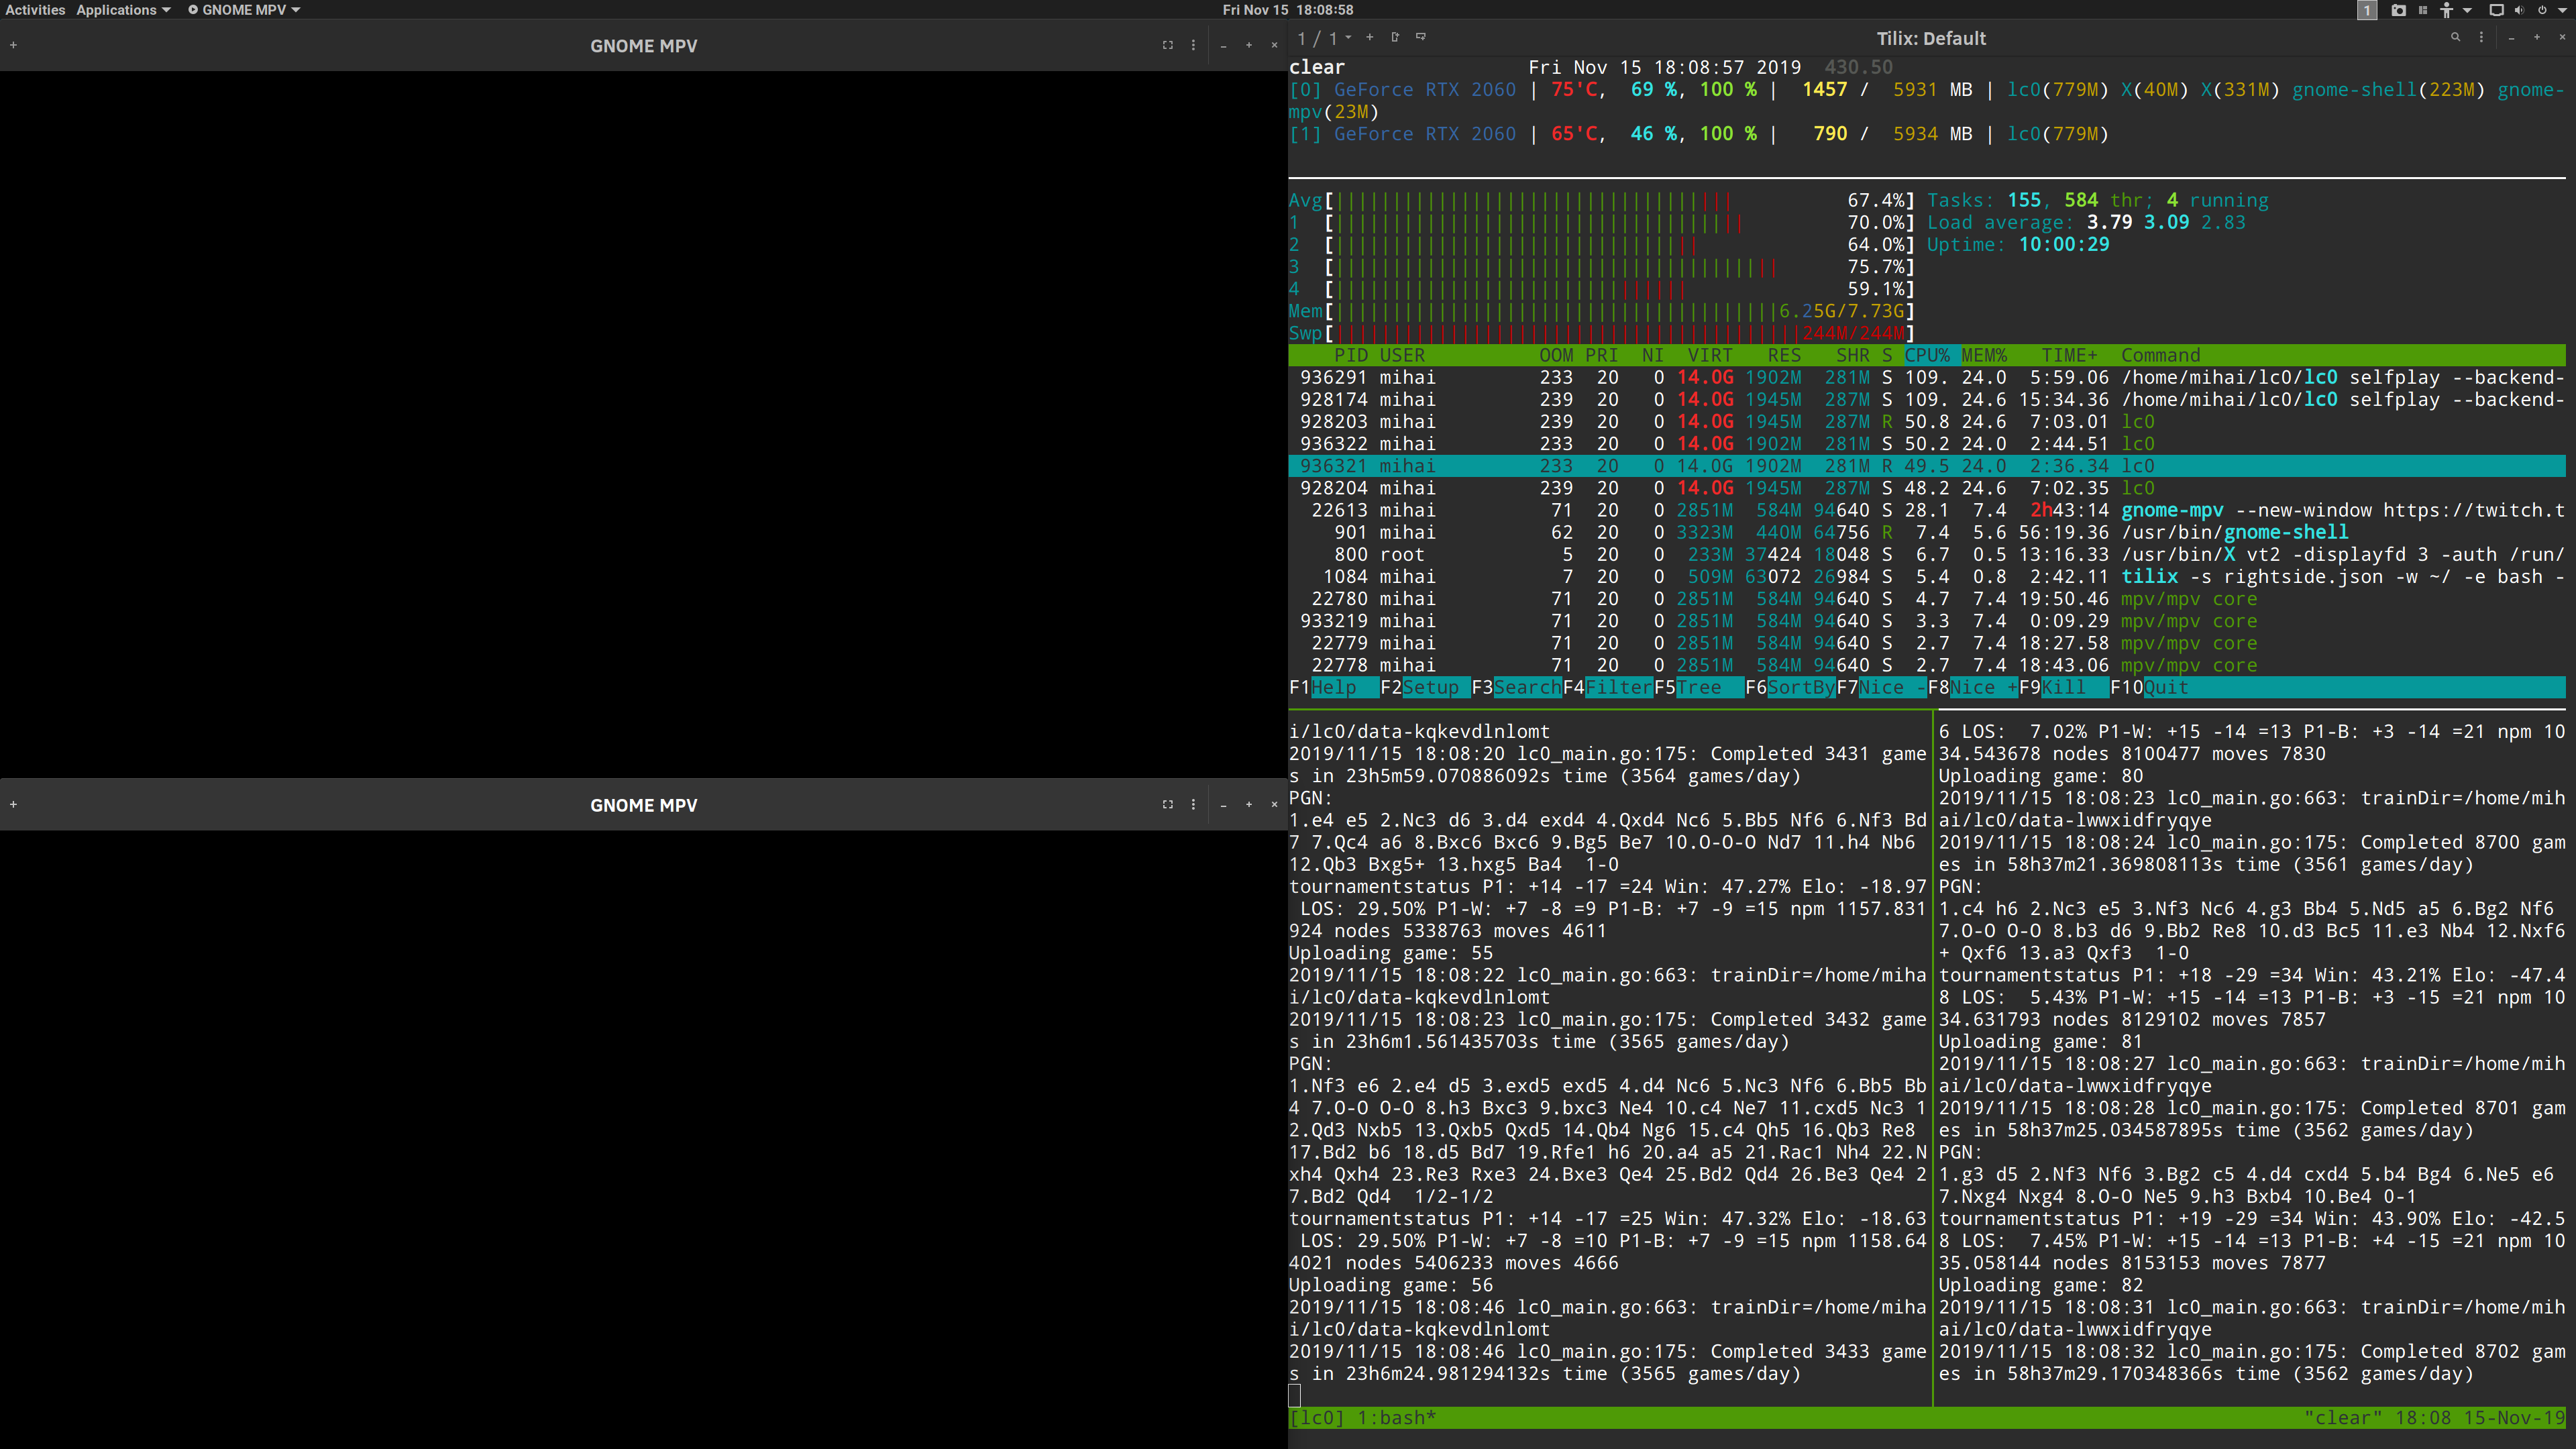 Activities Applications GNOME MPV Fri Nov 15 18:08:58 1
GNOME MPV
GNOME MPV
1 / 1 Tilix: Default
clear Fri Nov 15 18:08:57 2019 430.50
[0] GeForce RTX 2060 | 75'C, 69 %, 100 % | 1457 / 5931 MB | lc0(779M) X(40M) X(331M) gnome-shell(223M) gnome-
mpv(23M)
[1] GeForce RTX 2060 | 65'C, 46 %, 100 % | 790 / 5934 MB | lc0(779M)
Avg[ 67.4%] Tasks: 155, 584 thr; 4 running
1 [ 70.0%] Load average: 3.79 3.09 2.83
2 [ 64.0%] Uptime: 10:00:29
3 [ 75.7%]
4 [ 59.1%]
Mem[ 6.25G/7.73G]
Swp[ 244M/244M]
PID USER OOM PRI NI VIRT RES SHR S CPU% MEM% TIME+ Command
936291 mihai 233 20 0 14.0G 1902M 281M S 109. 24.0 5:59.06 /home/mihai/lc0/lc0 selfplay --backend-
928174 mihai 239 20 0 14.0G 1945M 287M S 109. 24.6 15:34.36 /home/mihai/lc0/lc0 selfplay --backend-
928203 mihai 239 20 0 14.0G 1945M 287M R 50.8 24.6 7:03.01 lc0
936322 mihai 233 20 0 14.0G 1902M 281M S 50.2 24.0 2:44.51 lc0
936321 mihai 233 20 0 14.0G 1902M 281M R 49.5 24.0 2:36.34 lc0
928204 mihai 239 20 0 14.0G 1945M 287M S 48.2 24.6 7:02.35 lc0
22613 mihai 71 20 0 2851M 584M 94640 S 28.1 7.4 2h43:14 gnome-mpv --new-window https://twitch.t
901 mihai 62 20 0 3323M 440M 64756 R 7.4 5.6 56:19.36 /usr/bin/gnome-shell
800 root 5 20 0 233M 37424 18048 S 6.7 0.5 13:16.33 /usr/bin/X vt2 -displayfd 3 -auth /run/
1084 mihai 7 20 0 509M 63072 26984 S 5.4 0.8 2:42.11 tilix -s rightside.json -w ~/ -e bash -
22780 mihai 71 20 0 2851M 584M 94640 S 4.7 7.4 19:50.46 mpv/mpv core
933219 mihai 71 20 0 2851M 584M 94640 S 3.3 7.4 0:09.29 mpv/mpv core
22779 mihai 71 20 0 2851M 584M 94640 S 2.7 7.4 18:27.58 mpv/mpv core
22778 mihai 71 20 0 2851M 584M 94640 S 2.7 7.4 18:43.06 mpv/mpv core
F1Help F2Setup F3SearchF4FilterF5Tree F6SortByF7Nice -F8Nice +F9Kill F10Quit
i/lc0/data-kqkevdlnlomt
2019/11/15 18:08:20 lc0_main.go:175: Completed 3431 game
s in 23h5m59.070886092s time (3564 games/day)
PGN:
1.e4 e5 2.Nc3 d6 3.d4 exd4 4.Qxd4 Nc6 5.Bb5 Nf6 6.Nf3 Bd
7 7.Qc4 a6 8.Bxc6 Bxc6 9.Bg5 Be7 10.O-O-O Nd7 11.h4 Nb6
12.Qb3 Bxg5+ 13.hxg5 Ba4 1-0
tournamentstatus P1: +14 -17 =24 Win: 47.27% Elo: -18.97
LOS: 29.50% P1-W: +7 -8 =9 P1-B: +7 -9 =15 npm 1157.831
924 nodes 5338763 moves 4611
Uploading game: 55
2019/11/15 18:08:22 lc0_main.go:663: trainDir=/home/miha
i/lc0/data-kqkevdlnlomt
2019/11/15 18:08:23 lc0_main.go:175: Completed 3432 game
s in 23h6m1.561435703s time (3565 games/day)
PGN:
1.Nf3 e6 2.e4 d5 3.exd5 exd5 4.d4 Nc6 5.Nc3 Nf6 6.Bb5 Bb
4 7.O-O O-O 8.h3 Bxc3 9.bxc3 Ne4 10.c4 Ne7 11.cxd5 Nc3 1
2.Qd3 Nxb5 13.Qxb5 Qxd5 14.Qb4 Ng6 15.c4 Qh5 16.Qb3 Re8
17.Bd2 b6 18.d5 Bd7 19.Rfe1 h6 20.a4 a5 21.Rac1 Nh4 22.N
xh4 Qxh4 23.Re3 Rxe3 24.Bxe3 Qe4 25.Bd2 Qd4 26.Be3 Qe4 2
7.Bd2 Qd4 1/2-1/2
tournamentstatus P1: +14 -17 =25 Win: 47.32% Elo: -18.63
LOS: 29.50% P1-W: +7 -8 =10 P1-B: +7 -9 =15 npm 1158.64
4021 nodes 5406233 moves 4666
Uploading game: 56
2019/11/15 18:08:46 lc0_main.go:663: trainDir=/home/miha
i/lc0/data-kqkevdlnlomt
2019/11/15 18:08:46 lc0_main.go:175: Completed 3433 game
s in 23h6m24.981294132s time (3565 games/day)
6 LOS: 7.02% P1-W: +15 -14 =13 P1-B: +3 -14 =21 npm 10
34.543678 nodes 8100477 moves 7830
Uploading game: 80
2019/11/15 18:08:23 lc0_main.go:663: trainDir=/home/mih
ai/lc0/data-lwwxidfryqye
2019/11/15 18:08:24 lc0_main.go:175: Completed 8700 gam
es in 58h37m21.369808113s time (3561 games/day)
PGN:
1.c4 h6 2.Nc3 e5 3.Nf3 Nc6 4.g3 Bb4 5.Nd5 a5 6.Bg2 Nf6
7.O-O O-O 8.b3 d6 9.Bb2 Re8 10.d3 Bc5 11.e3 Nb4 12.Nxf6
+ Qxf6 13.a3 Qxf3 1-0
tournamentstatus P1: +18 -29 =34 Win: 43.21% Elo: -47.4
8 LOS: 5.43% P1-W: +15 -14 =13 P1-B: +3 -15 =21 npm 10
34.631793 nodes 8129102 moves 7857
Uploading game: 81
2019/11/15 18:08:27 lc0_main.go:663: trainDir=/home/mih
ai/lc0/data-lwwxidfryqye
2019/11/15 18:08:28 lc0_main.go:175: Completed 8701 gam
es in 58h37m25.034587895s time (3562 games/day)
PGN:
1.g3 d5 2.Nf3 Nf6 3.Bg2 c5 4.d4 cxd4 5.b4 Bg4 6.Ne5 e6
7.Nxg4 Nxg4 8.O-O Ne5 9.h3 Bxb4 10.Be4 0-1
tournamentstatus P1: +19 -29 =34 Win: 43.90% Elo: -42.5
8 LOS: 7.45% P1-W: +15 -14 =13 P1-B: +4 -15 =21 npm 10
35.058144 nodes 8153153 moves 7877
Uploading game: 82
2019/11/15 18:08:31 lc0_main.go:663: trainDir=/home/mih
ai/lc0/data-lwwxidfryqye
2019/11/15 18:08:32 lc0_main.go:175: Completed 8702 gam
es in 58h37m29.170348366s time (3562 games/day)
[lc0] 1:bash* "clear" 18:08 15-Nov-19